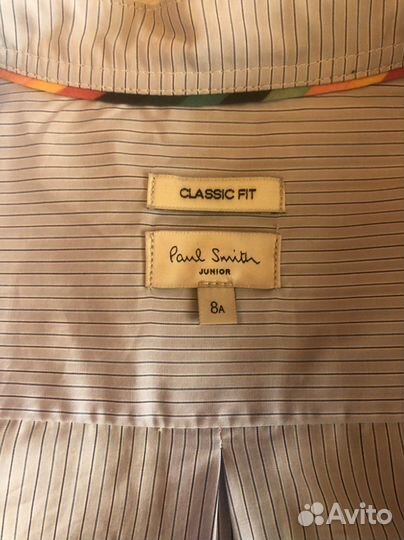 CLASSIC FIT
Paul Smith
JUNIOR
8A
Avito